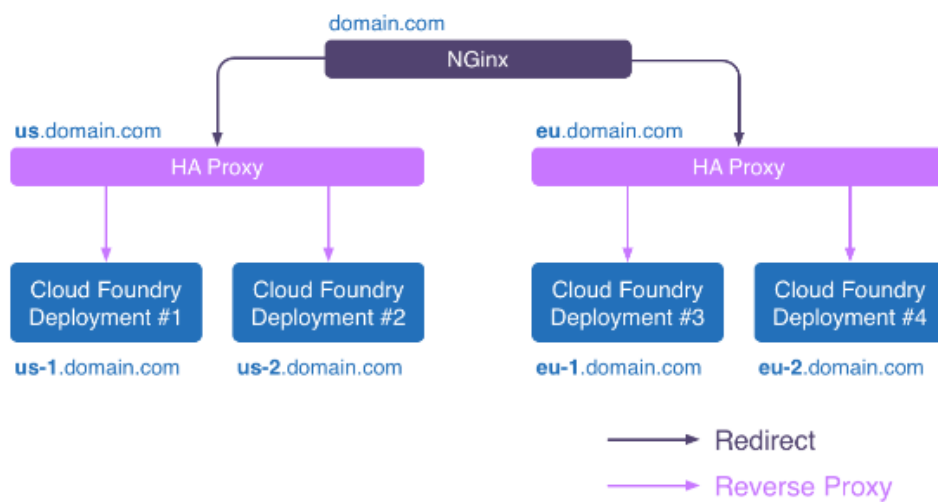 domain.com
NGinx
us.domain.com
eu.domain.com
HA Proxy
HA Proxy
Cloud Foundry
Deployment #1
Cloud Foundry
Deployment #2
Cloud Foundry
Deployment #3
Cloud Foundry
Deployment #4
us-1.domain.com
us-2.domain.com
eu-1.domain.com
eu-2.domain.com
Redirect
Reverse Proxy